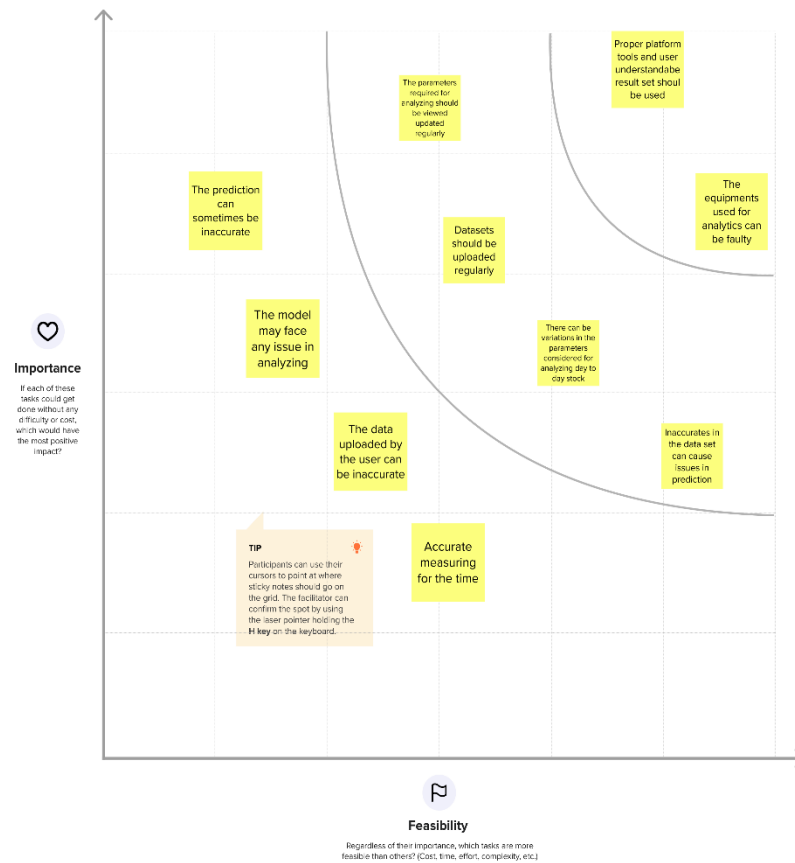 Proper platform
tools and user
understandabe
result set shoul
be used
The parameters
required for
analyzing should
be viewed
updated
regularly
The prediction
can
sometimes be
inaccurate
The
equipments
used for
analytics can
be faulty
Datasets
should be
uploaded
regularly
The model
may face
any issue in
analyzing
There can be
variations in the
parameters
considered for
analyzing day to
day stock
Importance
If each of these
tasks could get
done without any
difficulty or cost,
which would have
the most positive
impact?
The data
uploaded by
the user can
be inaccurate
Inaccurates in
the data set
can cause
issues in
prediction
TIP
Participants can use their
cursors to point at where
sticky notes should go on
the grid. The facilitator can
confirm the spot by using
the laser pointer holding the
H key on the keyboard.
Accurate
measuring
for the time
Feasibility
Regardless of their importance, which tasks are more
feasible than others? (Cost, time, effort, complexity, etc.)